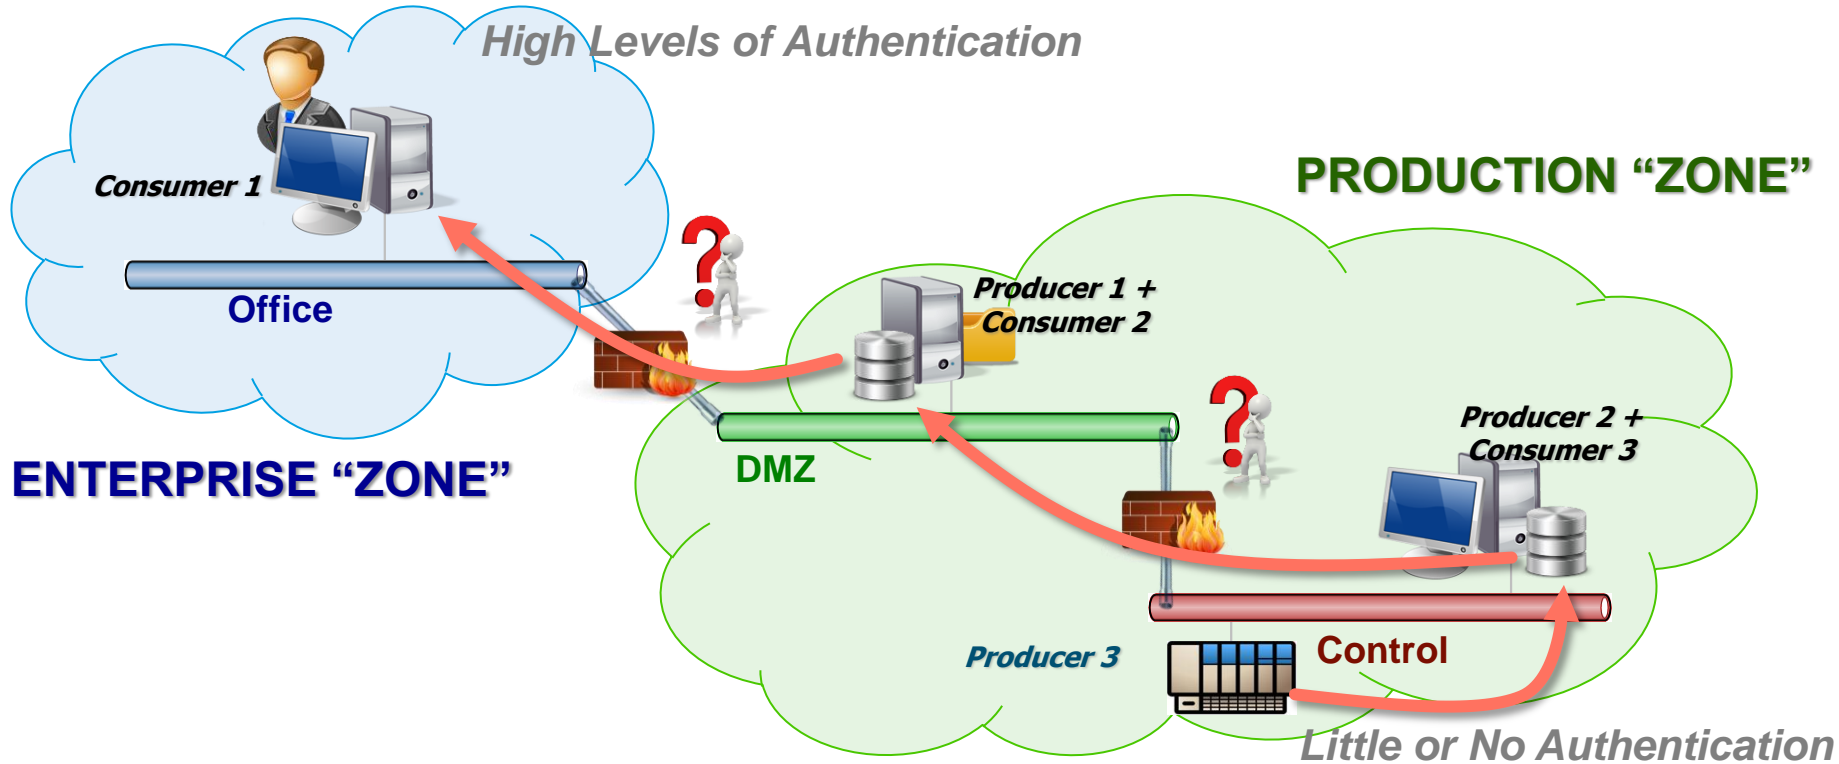 High Levels of Authentication
Consumer 1
Office
ENTERPRISE “ZONE”
PRODUCTION “ZONE”
Producer 1 +
Consumer 2
DMZ
Producer 2 +
Consumer 3
Producer 3
Control
Little or No Authentication